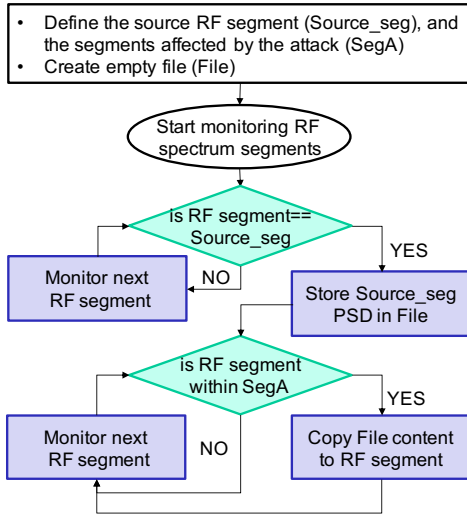 • Define the source RF segment (Source_seg), and
the segments affected by the attack (SegA)
• Create empty file (File)
Start monitoring RF
spectrum segments
is RF segment==
Source_seg
YES
NO
Monitor next
RF segment
Store Source_seg
PSD in File
is RF segment
within SegA
YES
NO
Monitor next
RF segment
Copy File content
to RF segment